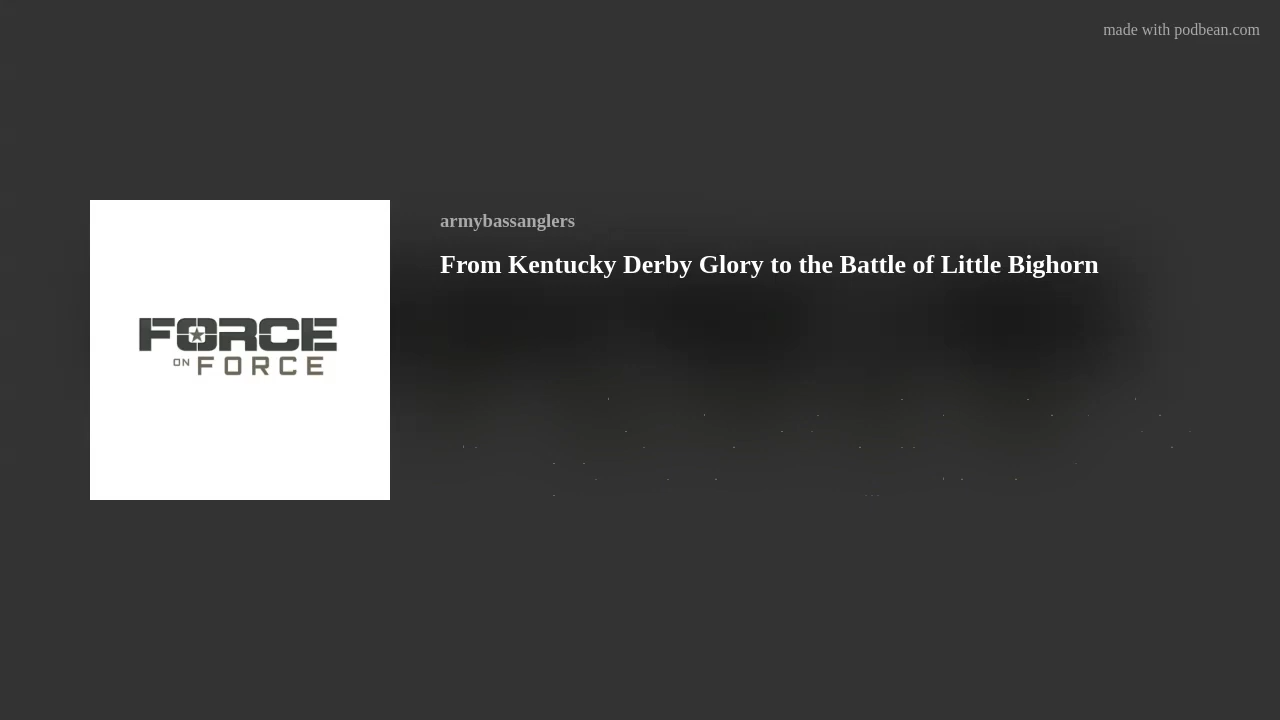 made with podbean.com
armybassanglers
From Kentucky Derby Glory to the Battle of Little Bighorn
FORCE
ON FORCE